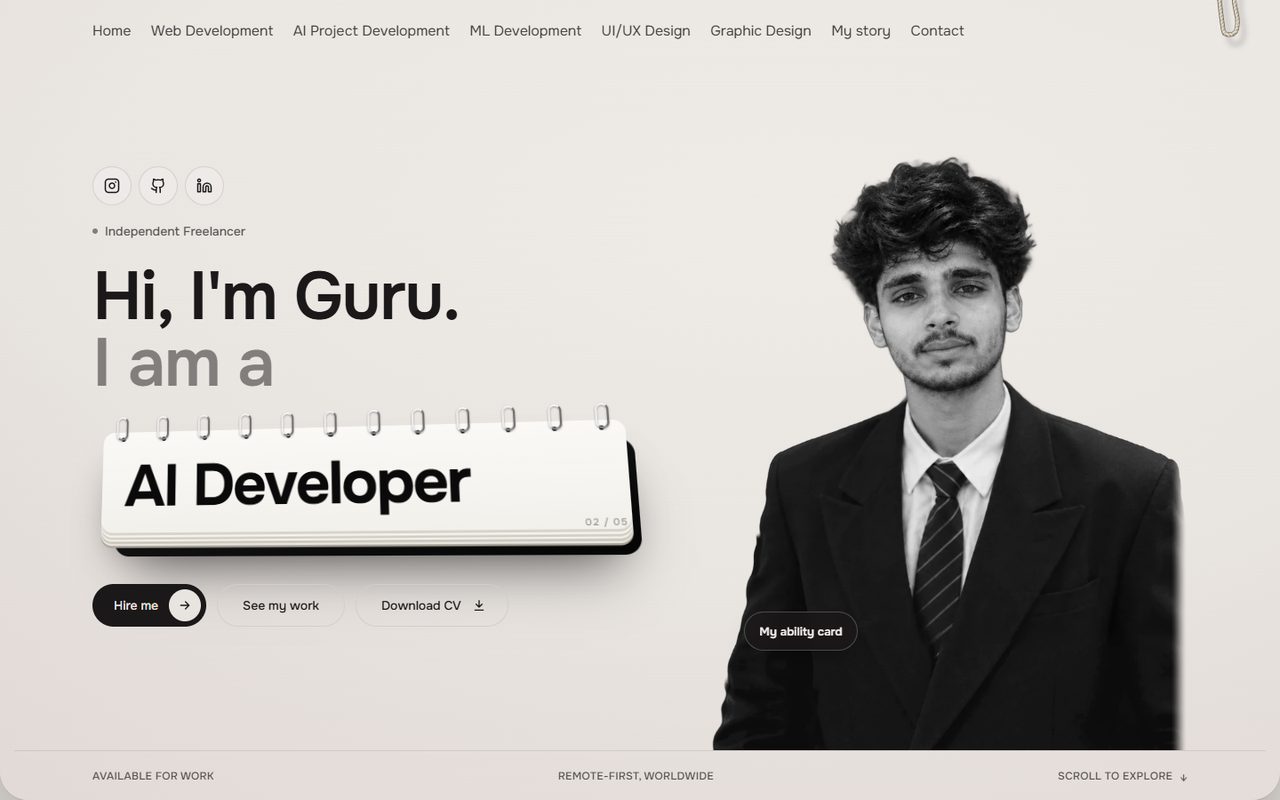 Home Web Development AI Project Development ML Development UI/UX Design Graphic Design My story Contact
Independent Freelancer
Hi, I'm Guru.
I am a
AI Developer
02 / 05
Hire me See my work Download CV
My ability card
AVAILABLE FOR WORK REMOTE-FIRST, WORLDWIDE SCROLL TO EXPLORE